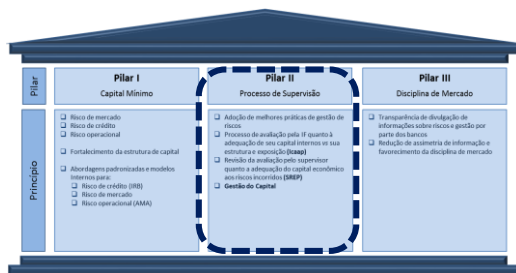 Pilar
Pilar I
Capital Mínimo
Pilar II
Processo de Supervisão
Pilar III
Disciplina de Mercado
Princípio
Risco de mercado
Risco de crédito
Risco operacional
Fortalecimento da estrutura de capital
Abordagens padronizadas e modelos
Internos para:
Risco de crédito (IRB)
Risco de mercado
Risco operacional (AMA)
Adoção de melhores práticas de gestão de
riscos
Processo de avaliação pela IF quanto à
adequação de seu capital internos vs sua
estrutura e exposição (Icaap)
Revisão da avaliação pelo supervisor
quanto a adequação do capital econômico
aos riscos incorridos (SREP)
Gestão do Capital
Transparência de divulgação de
informações sobre riscos e gestão por
parte dos bancos
Redução de assimetria de informação e
favorecimento da disciplina de mercado